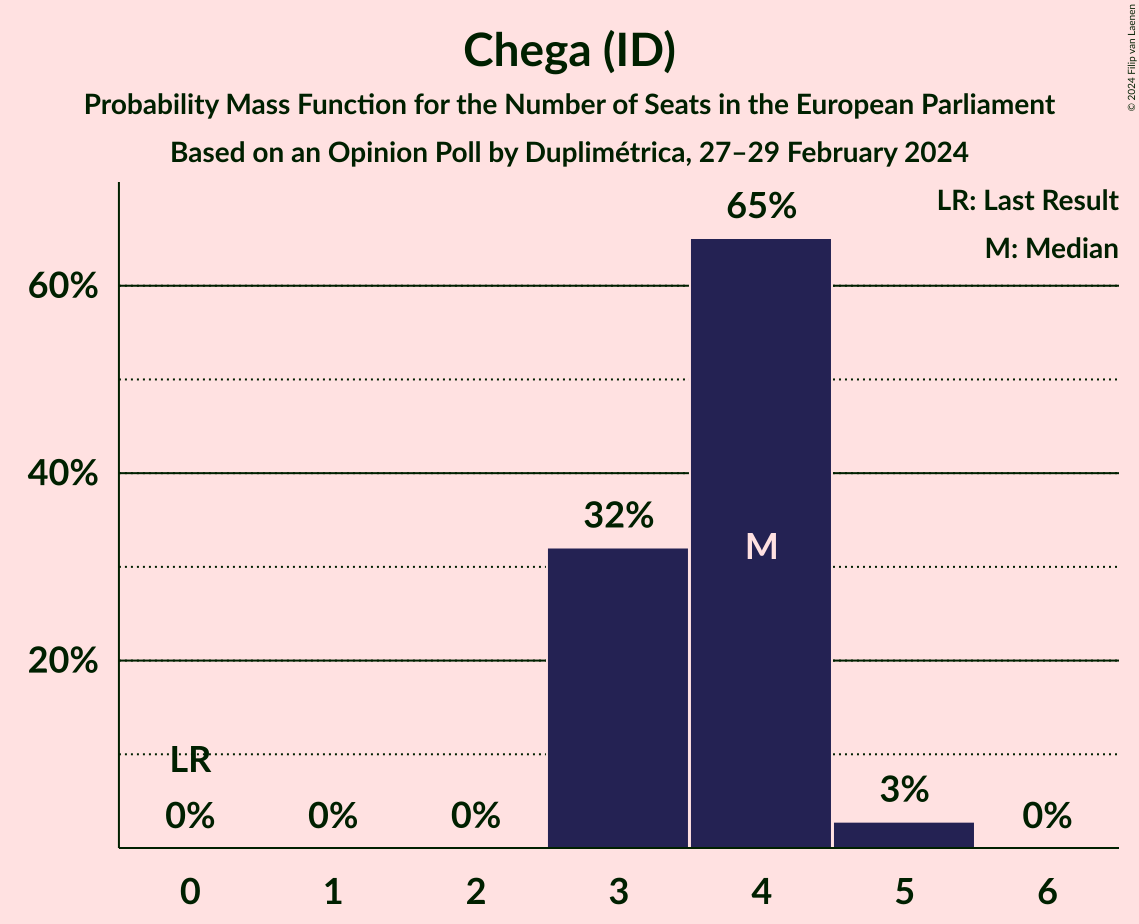 Chega (ID)
Probability Mass Function for the Number of Seats in the European Parliament
Based on an Opinion Poll by Duplimétrica, 27–29 February 2024
© 2024 Filip van Laenen
LR: Last Result
M: Median
60%
40%
20%
65%
32%
M
LR
0%
0%
0%
3%
0%
0
1
2
3
4
5
6